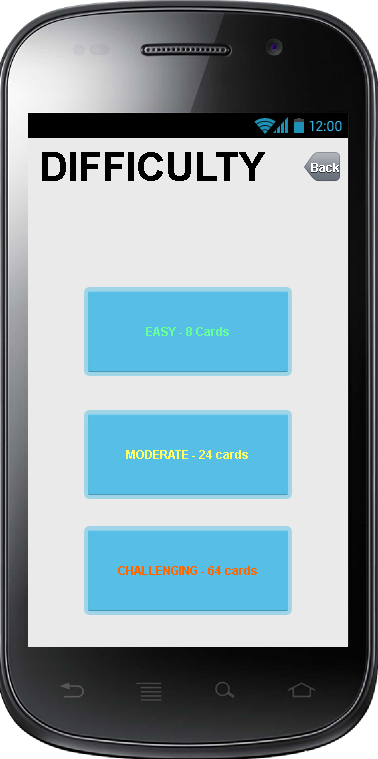 12:00
DIFFICULTY
Back
EASY - 8 Cards
MODERATE - 24 cards
CHALLENGING - 64 cards